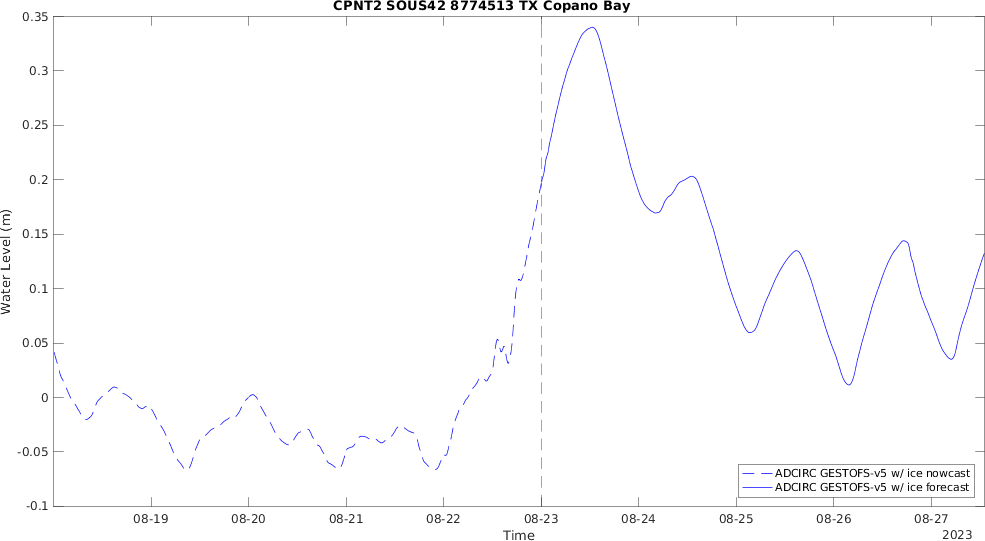 CPNT2 SOUS42 8774513 TX Copano Bay
0.35
0.3
0.25
0.2
0.15
0.1
0.05
0
-0.05
-0.1
Water Level (m)
ADCIRC GESTOFS-v5 w/ ice nowcast
ADCIRC GESTOFS-v5 w/ ice forecast
08-19 08-20 08-21 08-22 08-23 08-24 08-25 08-26 08-27
Time
2023